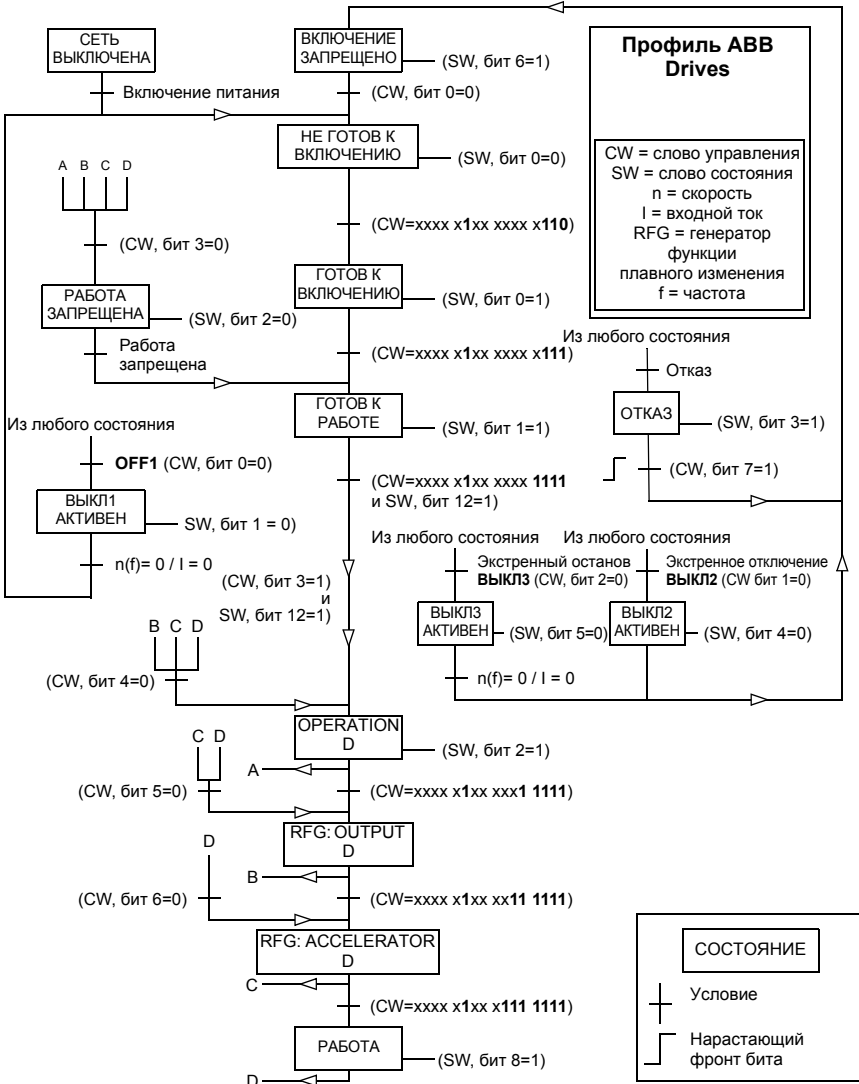 СЕТЬ
ВЫКЛЮЧЕНА
Включение питания
ВКЛЮЧЕНИЕ
ЗАПРЕЩЕНО
(SW, бит 6=1)
(CW, бит 0=0)
НЕ ГОТОВ К
ВКЛЮЧЕНИЮ
(SW, бит 0=0)
Профиль ABB
Drives
CW = слово управления
SW = слово состояния
n = скорость
I = входной ток
RFG = генератор
функции
плавного изменения
f = частота
A B C D
(CW, бит 3=0)
(CW=xxxx x1xx xxxx x110)
РАБОТА
ЗАПРЕЩЕНА
(SW, бит 2=0)
Работа
запрещена
ГОТОВ К
ВКЛЮЧЕНИЮ
(SW, бит 0=1)
(CW=xxxx x1xx xxxx x111)
Из любого состояния
Отказ
ОТКАЗ
(SW, бит 3=1)
(CW, бит 7=1)
ГОТОВ К
РАБОТЕ
(SW, бит 1=1)
(CW=xxxx x1xx xxxx 1111
и SW, бит 12=1)
Из любого состояния
OFF1 (CW, бит 0=0)
ВЫКЛ1
АКТИВЕН
SW, бит 1 = 0)
n(f)= 0 / I = 0
(CW, бит 3=1)
и
SW, бит 12=1)
Из любого состояния
Экстренный останов
ВЫКЛ3 (CW, бит 2=0)
ВЫКЛ3
АКТИВЕН
(SW, бит 5=0)
n(f)= 0 / I = 0
Из любого состояния
Экстренное отключение
ВЫКЛ2 (CW бит 1=0)
ВЫКЛ2
АКТИВЕН
(SW, бит 4=0)
B C D
(CW, бит 4=0)
OPERATION
D
(SW, бит 2=1)
A
(CW=xxxx x1xx xxx1 1111)
C D
(CW, бит 5=0)
RFG: OUTPUT
D
B
(CW=xxxx x1xx xx11 1111)
D
(CW, бит 6=0)
RFG: ACCELERATOR
D
C
(CW=xxxx x1xx x111 1111)
РАБОТА
(SW, бит 8=1)
D
СОСТОЯНИЕ
Условие
Нарастающий
фронт бита